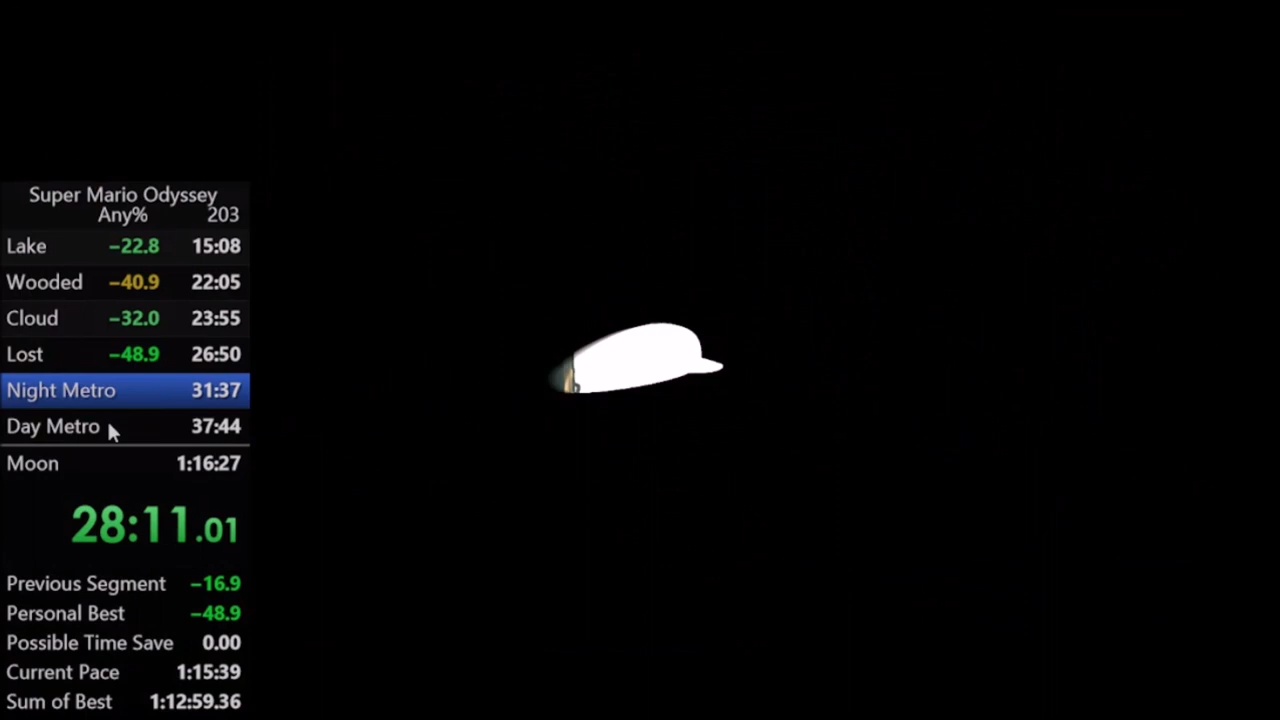 Super Mario Odyssey
Any% 203
Lake −22.8 15:08
Wooded −40.9 22:05
Cloud −32.0 23:55
Lost −48.9 26:50
Night Metro 31:37
Day Metro 37:44
Moon 1:16:27
28:11.01
Previous Segment −16.9
Personal Best −48.9
Possible Time Save 0.00
Current Pace 1:15:39
Sum of Best 1:12:59.36